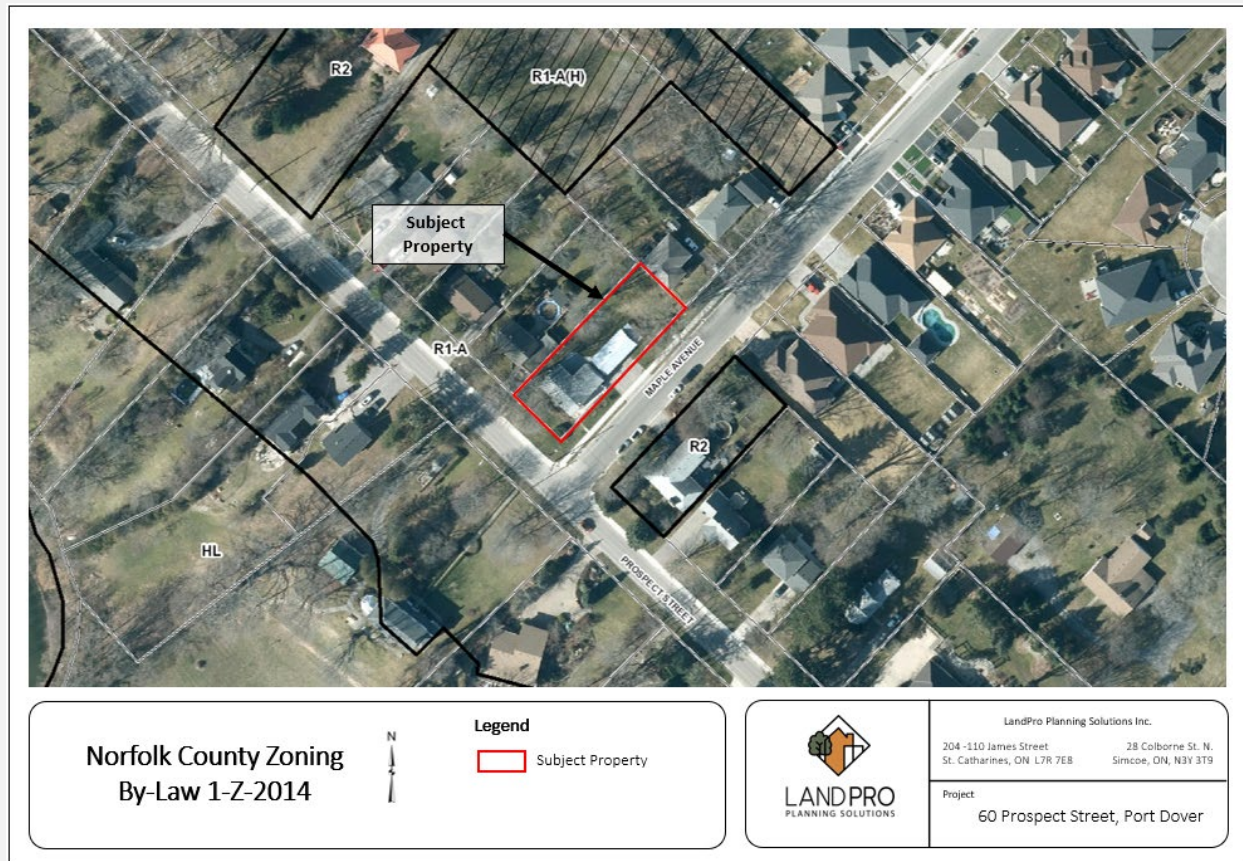 R2
R1-A(H)
Subject
Property
R1-A
MAPLE AVENUE
R2
HL
PROSPECT STREET
Norfolk County Zoning
By-Law 1-Z-2014
N
Legend
Subject Property
LANDPRO
PLANNING SOLUTIONS
LandPro Planning Solutions Inc.
204 -110 James Street
St. Catharines, ON L7R 7E8
28 Colborne St. N.
Simcoe, ON, N3Y 3T9
Project
60 Prospect Street, Port Dover